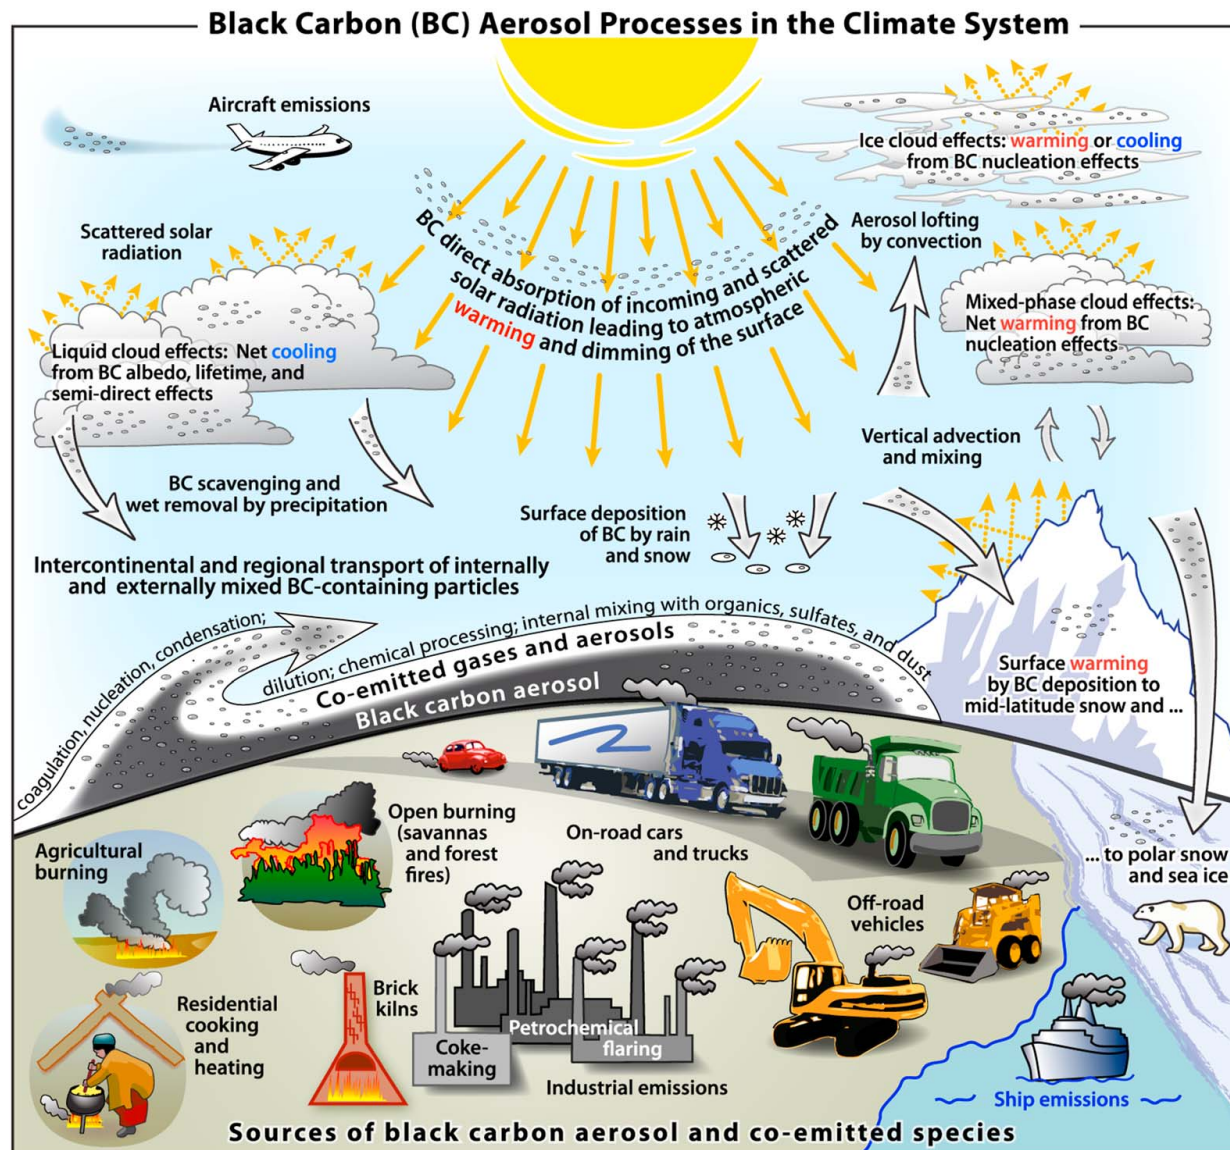 Black Carbon (BC) Aerosol Processes in the Climate System
Aircraft emissions
Ice cloud effects: warming or cooling
from BC nucleation effects
Scattered solar
radiation
BC direct absorption of incoming and scattered
solar radiation leading to atmospheric
warming and dimming of the surface
Aerosol lofting
by convection
Mixed-phase cloud effects:
Net warming from BC
nucleation effects
Liquid cloud effects: Net cooling
from BC albedo, lifetime, and
semi-direct effects
Vertical advection
and mixing
BC scavenging and
wet removal by precipitation
Surface deposition
of BC by rain
and snow
Intercontinental and regional transport of internally
and externally mixed BC-containing particles
coagulation, nucleation, condensation;
dilution; chemical processing; internal mixing with organics, sulfates, and dust
Co-emitted gases and aerosols
Black carbon aerosol
Surface warming
by BC deposition to
mid-latitude snow and ...
... to polar snow
and sea ice
Agricultural
burning
Open burning
(savannas
and forest
fires)
On-road cars
and trucks
Off-road
vehicles
Residential
cooking
and
heating
Brick
kilns
Coke-
making
Petrochemical
flaring
Industrial emissions
Ship emissions
Sources of black carbon aerosol and co-emitted species